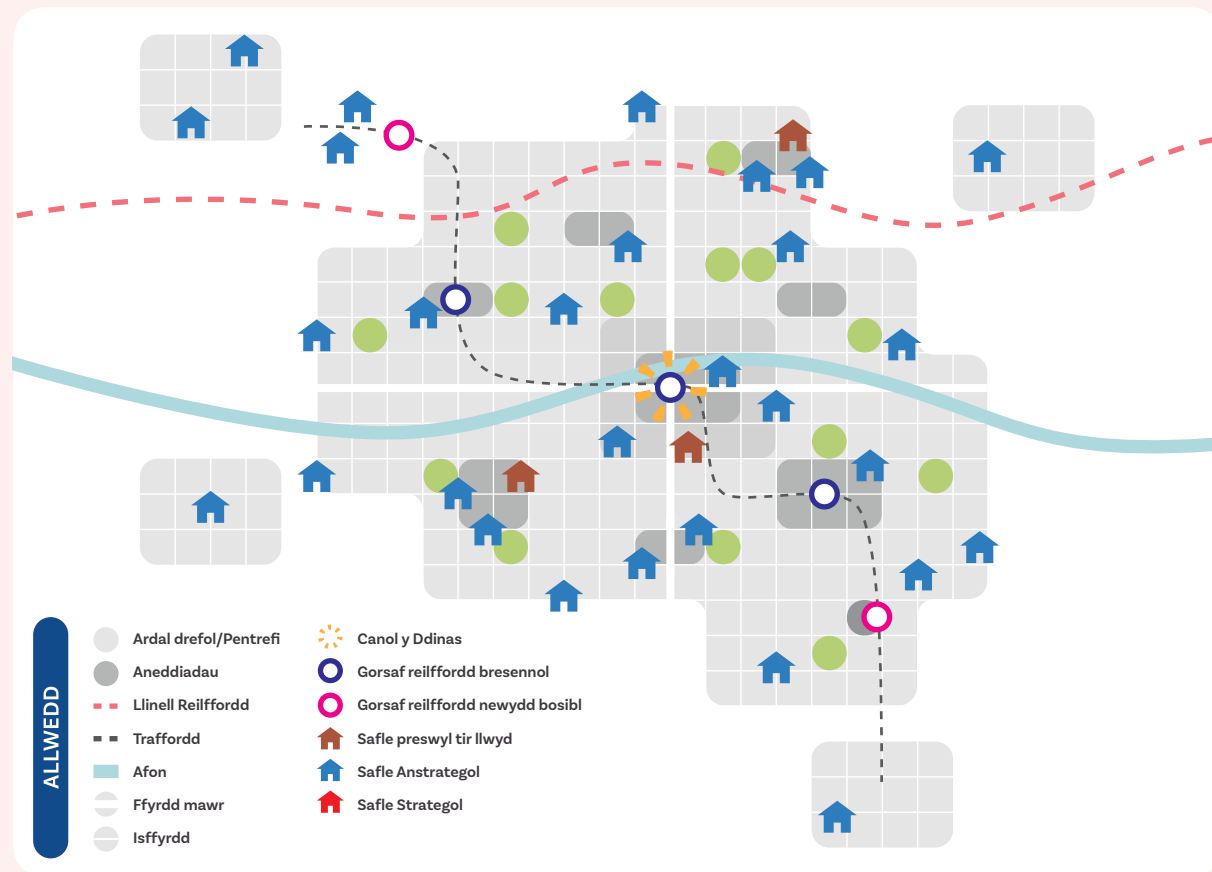 ALLWEDD
Ardal drefol/Pentrefi
Aneddiadau
Llinell Reilffordd
Traffordd
Afon
Ffyrdd mawr
Isffyrdd
Canol y Ddinas
Gorsaf reilffordd bresennol
Gorsaf reilffordd newydd bosibl
Safle preswyl tir llwyd
Safle Anstrategol
Safle Strategol